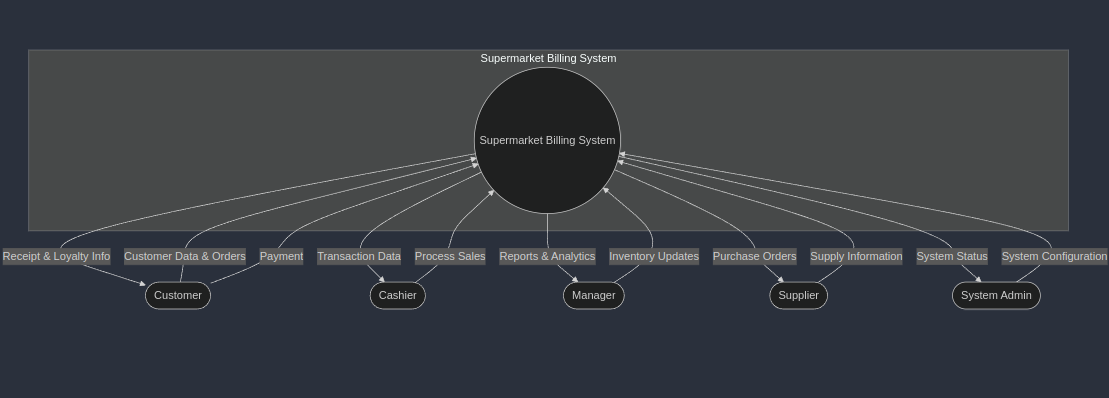 Supermarket Billing System
Supermarket Billing System
Receipt & Loyalty Info
Customer Data & Orders
Payment
Transaction Data
Process Sales
Reports & Analytics
Inventory Updates
Purchase Orders
Supply Information
System Status
System Configuration
Customer
Cashier
Manager
Supplier
System Admin